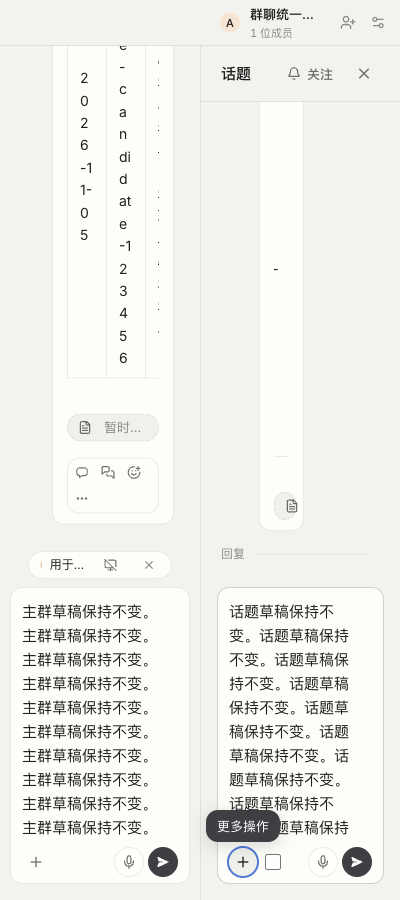 A
群聊统一...
1 位成员
2
0
2
6
-1
1-
0
5
e
-
c
a
n
di
d
at
e
-1
2
3
4
5
6
暂时...
用于...
主群草稿保持不变。
主群草稿保持不变。
主群草稿保持不变。
主群草稿保持不变。
主群草稿保持不变。
主群草稿保持不变。
主群草稿保持不变。
主群草稿保持不变。
主群草稿保持不变。
主群草稿保持不变。
话题
关注
-
回复
话题草稿保持不
变。话题草稿保持
不变。话题草稿保
持不变。话题草稿
保持不变。话题草
稿保持不变。话题
草稿保持不变。话
题草稿保持不变。
话题草稿保持不
题草稿保持
更多操作